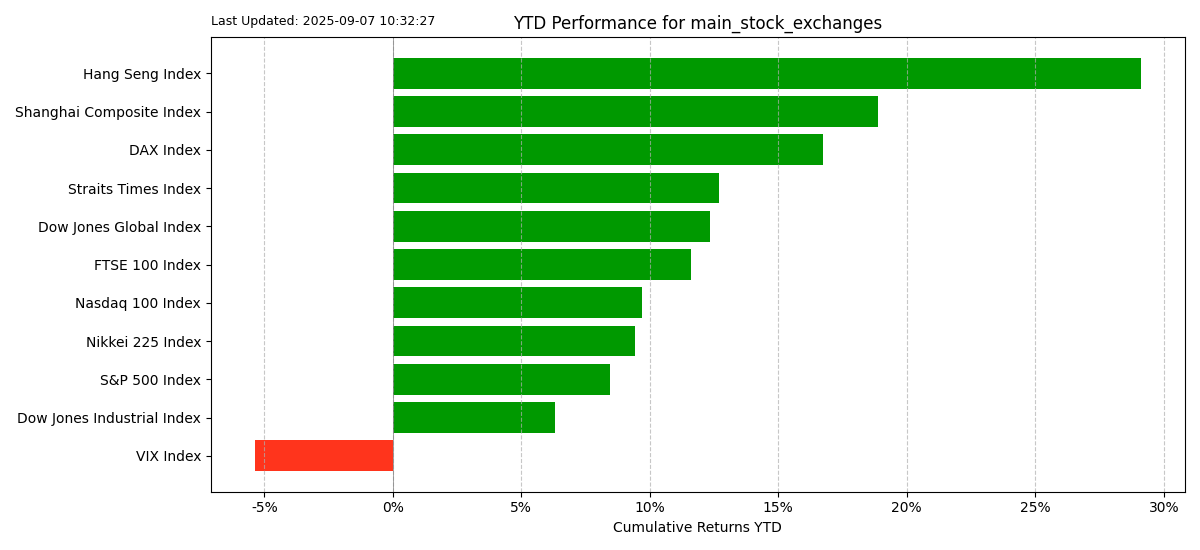 Last Updated: 2025-09-07 10:32:27
YTD Performance for main_stock_exchanges
Hang Seng Index
Shanghai Composite Index
DAX Index
Straits Times Index
Dow Jones Global Index
FTSE 100 Index
Nasdaq 100 Index
Nikkei 225 Index
S&P 500 Index
Dow Jones Industrial Index
VIX Index
-5% 0% 5% 10% 15% 20% 25% 30%
Cumulative Returns YTD